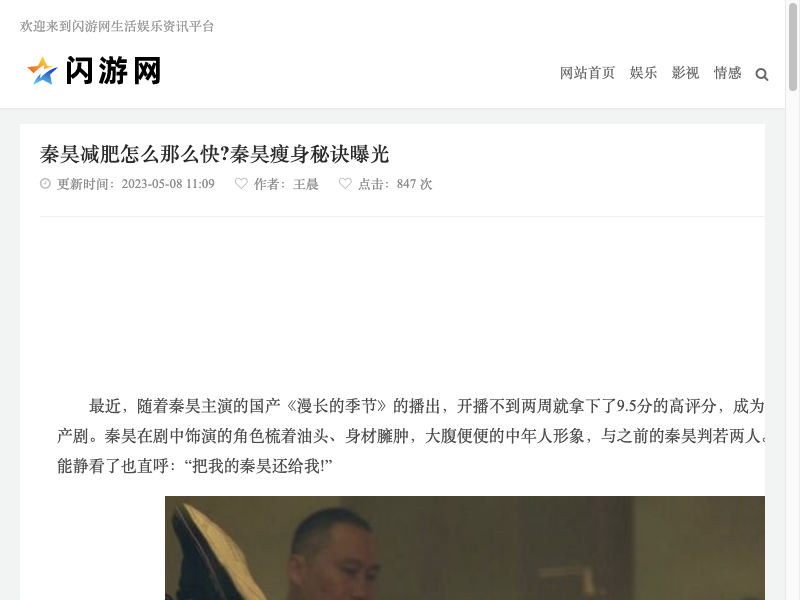 欢迎来到闪游网生活娱乐资讯平台
闪游网
网站首页 娱乐 影视 情感
秦昊减肥怎么那么快?秦昊瘦身秘诀曝光
更新时间：2023-05-08 11:09 作者：王晨 点击：847 次
最近，随着秦昊主演的国产《漫长的季节》的播出，开播不到两周就拿下了9.5分的高评分，成为
产剧。秦昊在剧中饰演的角色梳着油头、身材臃肿，大腹便便的中年人形象，与之前的秦昊判若两人。
能静看了也直呼：“把我的秦昊还给我!”